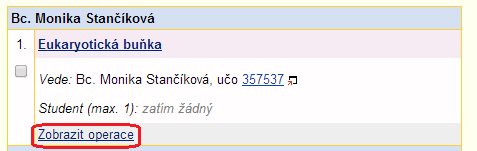 Bc. Monika Stančíková
1. Eukaryotická buňka
Vede: Bc. Monika Stančíková, učo 357537
Student (max. 1): zatím žádný
Zobrazit operace